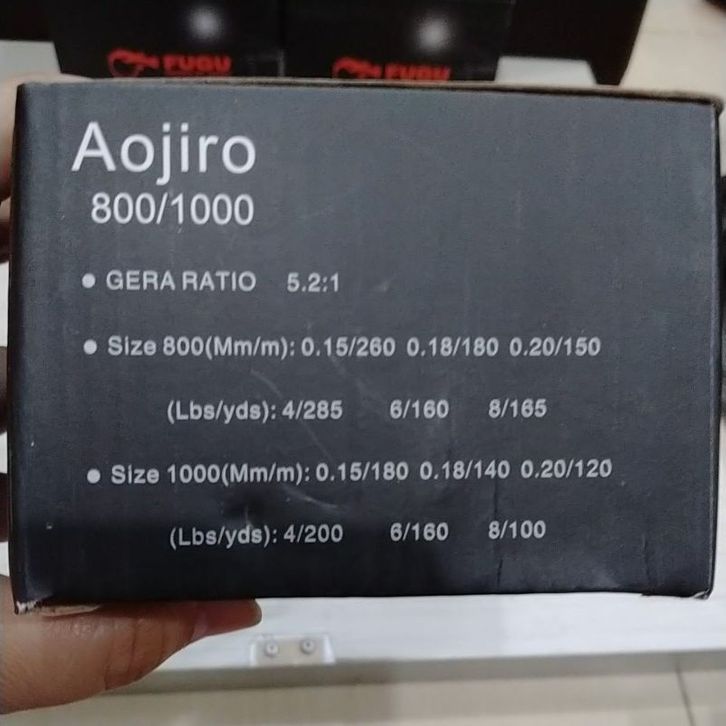 FUGU FUGU
Aojiro
800/1000
● GERA RATIO 5.2:1
● Size 800(Mm/m): 0.15/260 0.18/180 0.20/150
(Lbs/yds): 4/285 6/160 8/165
● Size 1000(Mm/m): 0.15/180 0.18/140 0.20/120
(Lbs/yds): 4/200 6/160 8/100